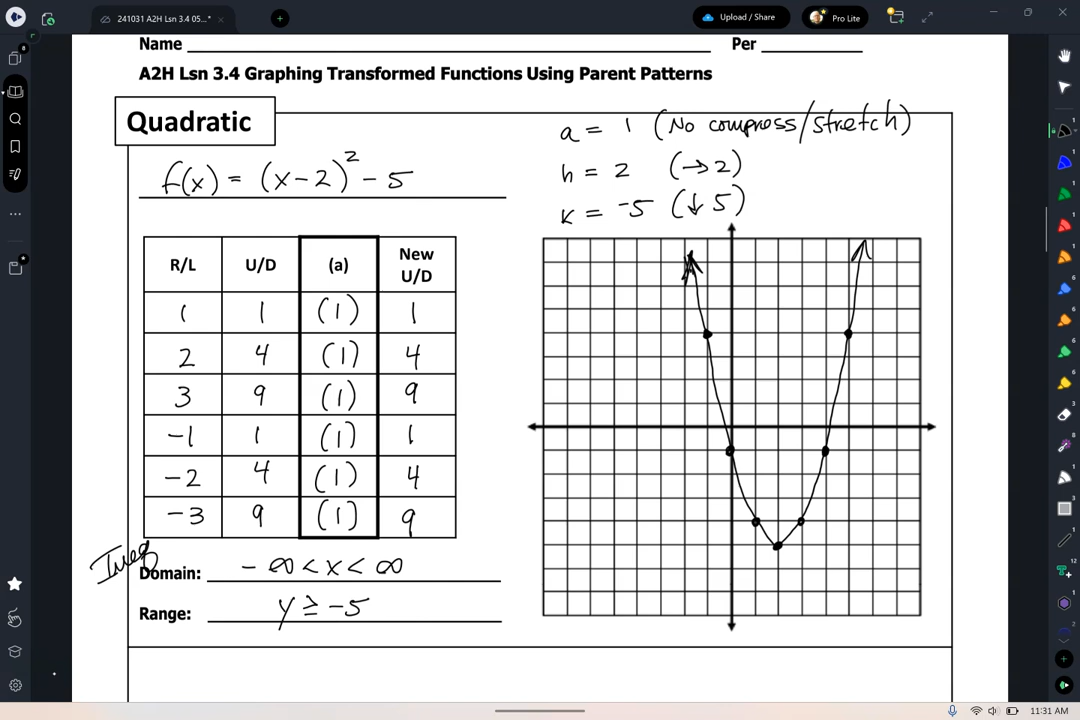 241031 A2H Lsn 3.4 05...*
Upload / Share
Pro Lite
Name Per
A2H Lsn 3.4 Graphing Transformed Functions Using Parent Patterns
Quadratic
f(x) = (x-2)² - 5
a = 1 (No compress/stretch)
h = 2 (→2)
k = -5 (↓5)
R/L U/D (a) New U/D
1 1 (1) 1
2 4 (1) 4
3 9 (1) 9
-1 1 (1) 1
-2 4 (1) 4
-3 9 (1) 9
Ineq
Domain: -∞ < x < ∞
Range: y ≥ -5
11:31 AM